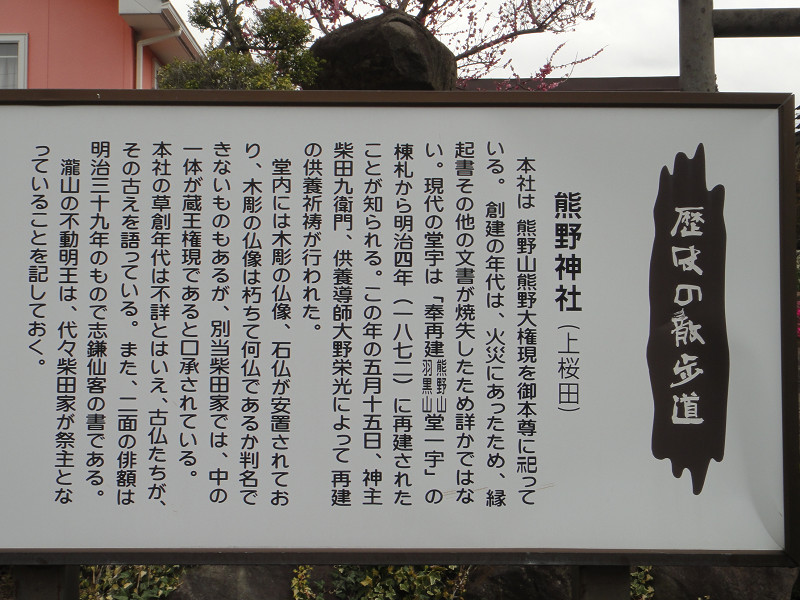 歴史の散歩道
熊野神社（上桜田）
本社は 熊野山熊野大権現を御本尊に祀って
いる。 創建の年代は、火災にあったため、縁
起書その他の文書が焼失したため詳かではな
い。現代の堂宇は「奉再建熊野山羽黒山堂一宇」の
棟札から明治四年（一八七二）に再建された
ことが知られる。この年の五月十五日、神主
柴田九衛門、供養導師大野栄光によって 再建
の供養祈祷が行われた。
堂内には木彫の仏像、石仏が安置されてお
り、木彫の仏像は朽ちて何仏であるか判名で
きないものもあるが、別当柴田家では、中の
一体が蔵王権現であると口承されている。
本社の草創年代は不詳とはいえ、古仏たちが、
その古えを語っている。また、二面の俳額は
明治三十九年のもので志鎌仙客の書である。
瀧山の不動明王は、代々柴田家が祭主とな
っていることを記しておく。